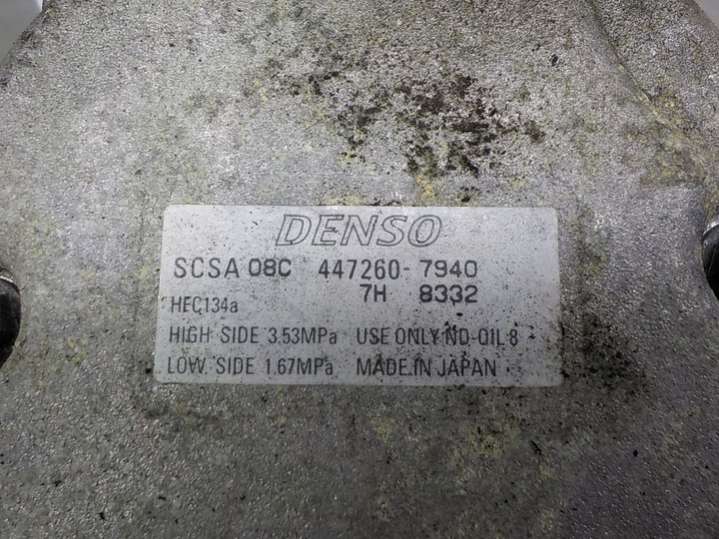 DENSO
SCSA 08C 447260-7940
7H 8332
HFC134a
HIGH SIDE 3.53MPa USE ONLY ND-OIL 8
LOW SIDE 1.67MPa MADE IN JAPAN